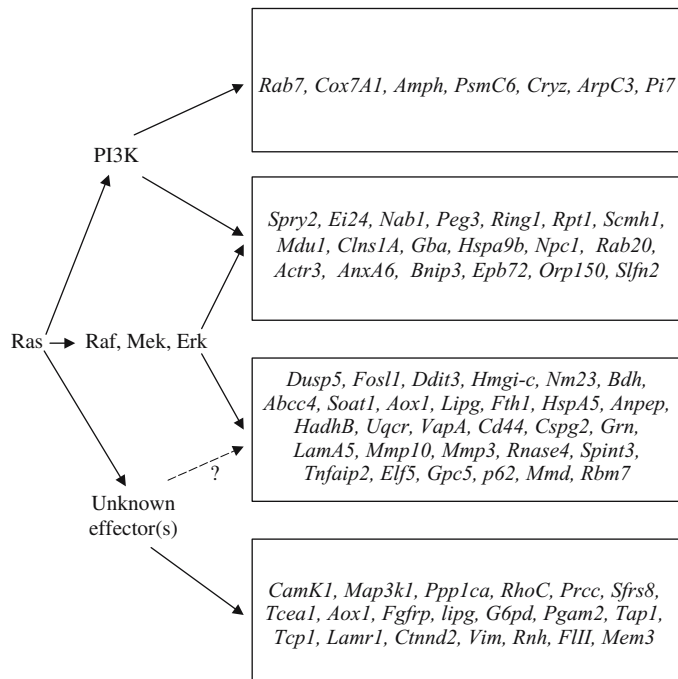 Rab7, Cox7A1, Amph, PsmC6, Cryz, ArpC3, Pi7
PI3K
Spry2, Ei24, Nab1, Peg3, Ring1, Rpt1, Scmh1,
Mdu1, Clns1A, Gba, Hspa9b, Npc1, Rab20,
Actr3, AnxA6, Bnip3, Epb72, Orp150, Slfn2
Ras
Raf, Mek, Erk
Dusp5, Fosl1, Ddit3, Hmgi-c, Nm23, Bdh,
Abcc4, Soat1, Aox1, Lipg, Fth1, HspA5, Anpep,
HadhB, Uqcr, VapA, Cd44, Cspg2, Grn,
LamA5, Mmp10, Mmp3, Rnase4, Spint3,
Tnfaip2, Elf5, Gpc5, p62, Mmd, Rbm7
?
Unknown
effector(s)
CamK1, Map3k1, Ppp1ca, RhoC, Prcc, Sfrs8,
Tcea1, Aox1, Fgfrp, lipg, G6pd, Pgam2, Tap1,
Tcp1, Lamr1, Ctnnd2, Vim, Rnh, FlII, Mem3